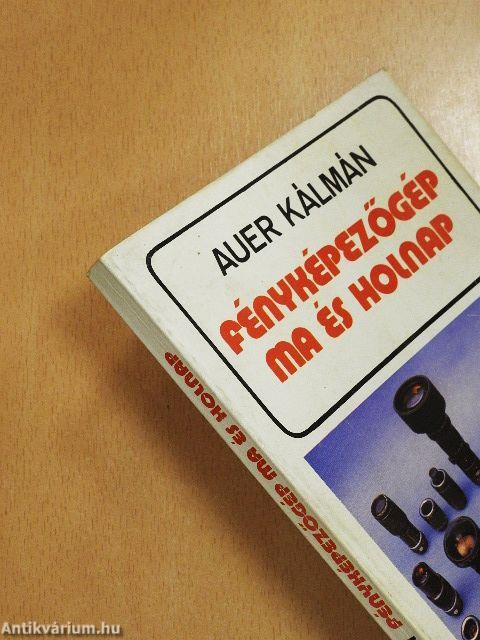 AUER KÁLMÁN
FÉNYKÉPEZŐGÉP
MA ÉS HOLNAP
FÉNYKÉPEZŐGÉP MA ÉS HOLNAP
Antikvárium.hu